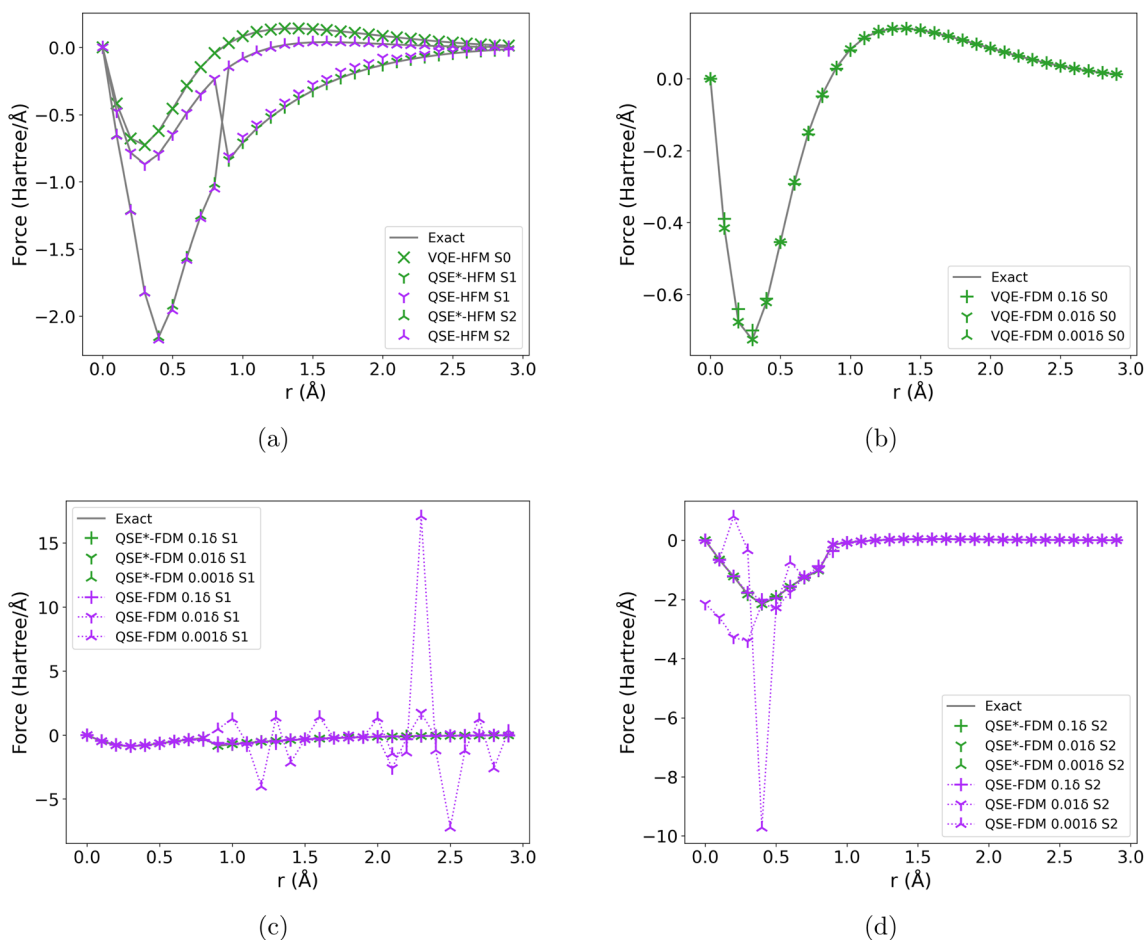 0.0
−0.5
−1.0
−1.5
−2.0
Force (Hartree/Å)
Exact
VQE-HFM S0
QSE*-HFM S1
QSE-HFM S1
QSE*-HFM S2
QSE-HFM S2
0.0 0.5 1.0 1.5 2.0 2.5 3.0
r (Å)
(a)
0.0
−0.2
−0.4
−0.6
Force (Hartree/Å)
Exact
VQE-FDM 0.1δ S0
VQE-FDM 0.01δ S0
VQE-FDM 0.001δ S0
0.0 0.5 1.0 1.5 2.0 2.5 3.0
r (Å)
(b)
15
10
5
0
−5
Force (Hartree/Å)
Exact
QSE*-FDM 0.1δ S1
QSE*-FDM 0.01δ S1
QSE*-FDM 0.001δ S1
QSE-FDM 0.1δ S1
QSE-FDM 0.01δ S1
QSE-FDM 0.001δ S1
0.0 0.5 1.0 1.5 2.0 2.5 3.0
r (Å)
(c)
0
−2
−4
−6
−8
−10
Force (Hartree/Å)
Exact
QSE*-FDM 0.1δ S2
QSE*-FDM 0.01δ S2
QSE*-FDM 0.001δ S2
QSE-FDM 0.1δ S2
QSE-FDM 0.01δ S2
QSE-FDM 0.001δ S2
0.0 0.5 1.0 1.5 2.0 2.5 3.0
r (Å)
(d)